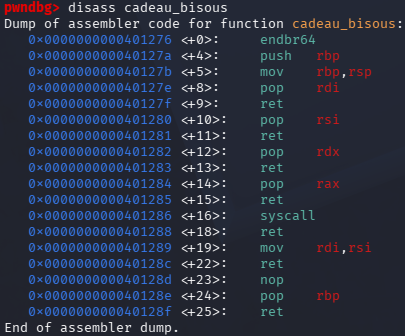 pwndbg> disass cadeau_bisous
Dump of assembler code for function cadeau_bisous:
   0x0000000000401276 <+0>:     endbr64
   0x000000000040127a <+4>:     push   rbp
   0x000000000040127b <+5>:     mov    rbp,rsp
   0x000000000040127e <+8>:     pop    rdi
   0x000000000040127f <+9>:     ret
   0x0000000000401280 <+10>:    pop    rsi
   0x0000000000401281 <+11>:    ret
   0x0000000000401282 <+12>:    pop    rdx
   0x0000000000401283 <+13>:    ret
   0x0000000000401284 <+14>:    pop    rax
   0x0000000000401285 <+15>:    ret
   0x0000000000401286 <+16>:    syscall
   0x0000000000401288 <+18>:    ret
   0x0000000000401289 <+19>:    mov    rdi,rsi
   0x000000000040128c <+22>:    ret
   0x000000000040128d <+23>:    nop
   0x000000000040128e <+24>:    pop    rbp
   0x000000000040128f <+25>:    ret
End of assembler dump.